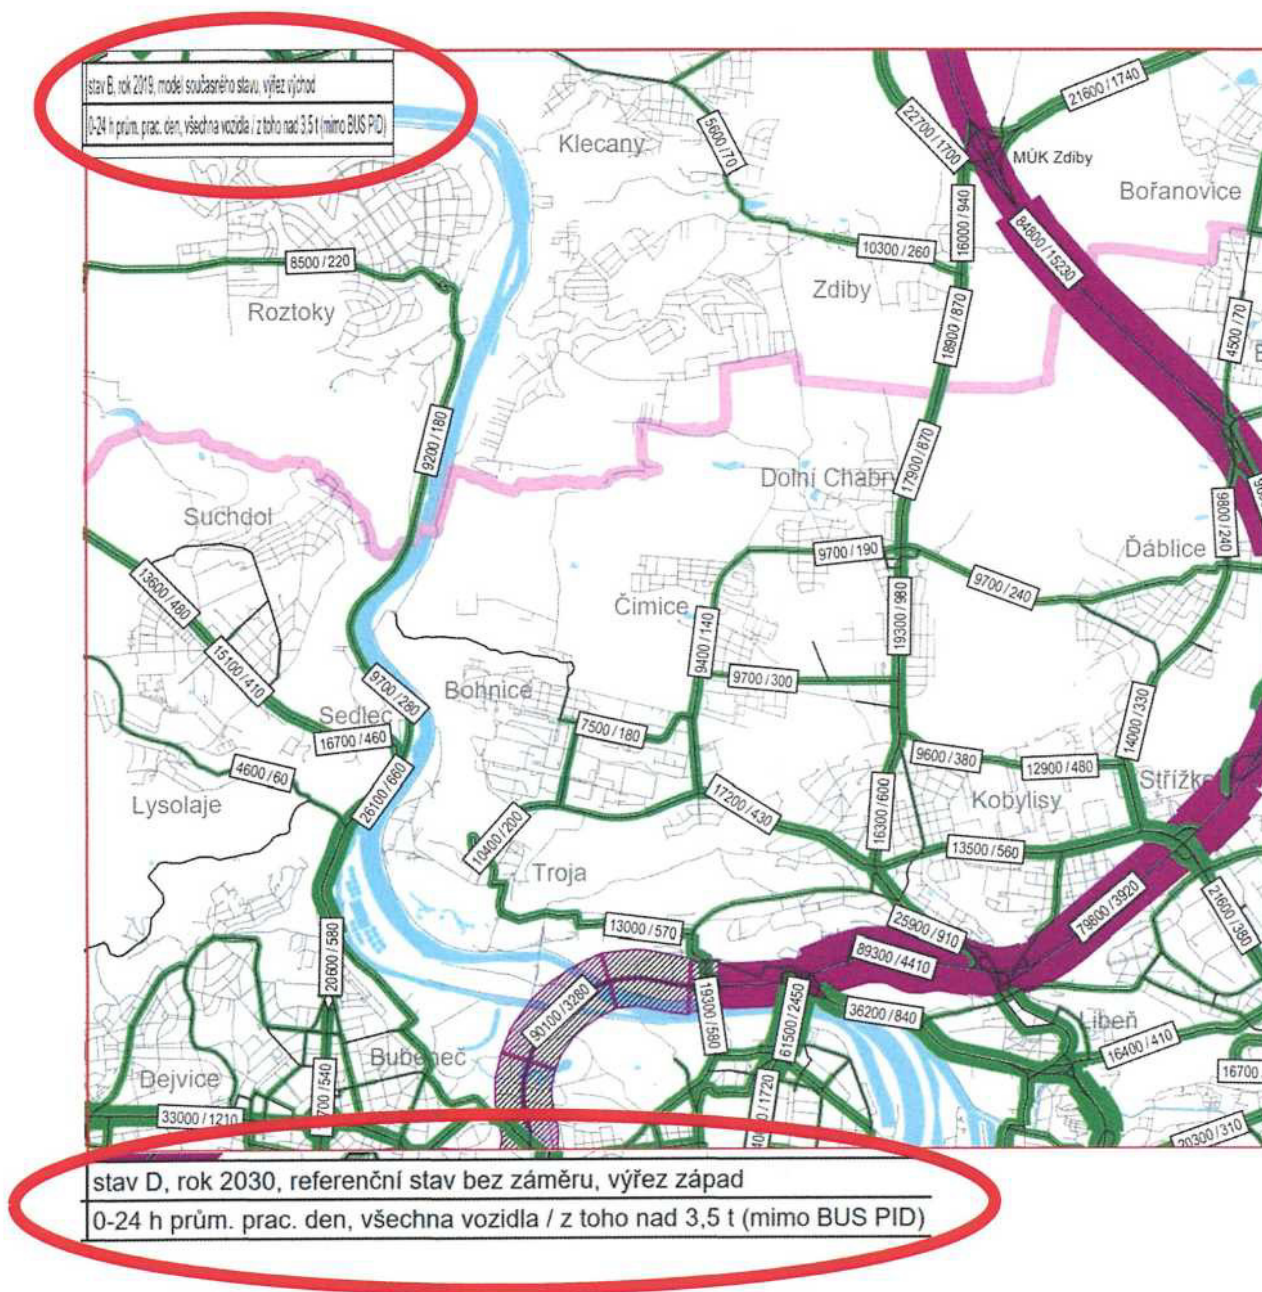 stav B, rok 2019, model současného stavu, výřez východ
0-24 h prům. prac. den, všechna vozidla / z toho nad 3,5 t (mimo BUS PID)
Klecany
5600/70
22700/1700
21600/1740
MÚK Zdiby
Bořanovice
16000/940
84800/15230
8500/220
10300/260
Roztoky
Zdiby
18900/870
4500/70
9200/180
17900/870
Dolní Chabr
Suchdol
9800/240
9700/190
Ďáblice
13600/480
9700/240
Čimice
19300/980
9400/140
15100/410
9700/280
Bohnice
9700/300
Sedlec
7500/180
14000/330
16700/460
9600/380
12900/480
4600/60
26100/660
Střížk
Lysolaje
17200/430
16300/600
Kobylisy
10400/200
13500/560
Troja
21600/380
13000/570
25900/910
79800/3920
20600/580
89300/4410
90100/3280
19300/580
61500/2450
36200/840
Libeň
16400/410
Bubeneč
16700/
Dejvice
700/540
/1720
33000/1210
20300/310
stav D, rok 2030, referenční stav bez záměru, výřez západ
0-24 h prům. prac. den, všechna vozidla / z toho nad 3,5 t (mimo BUS PID)